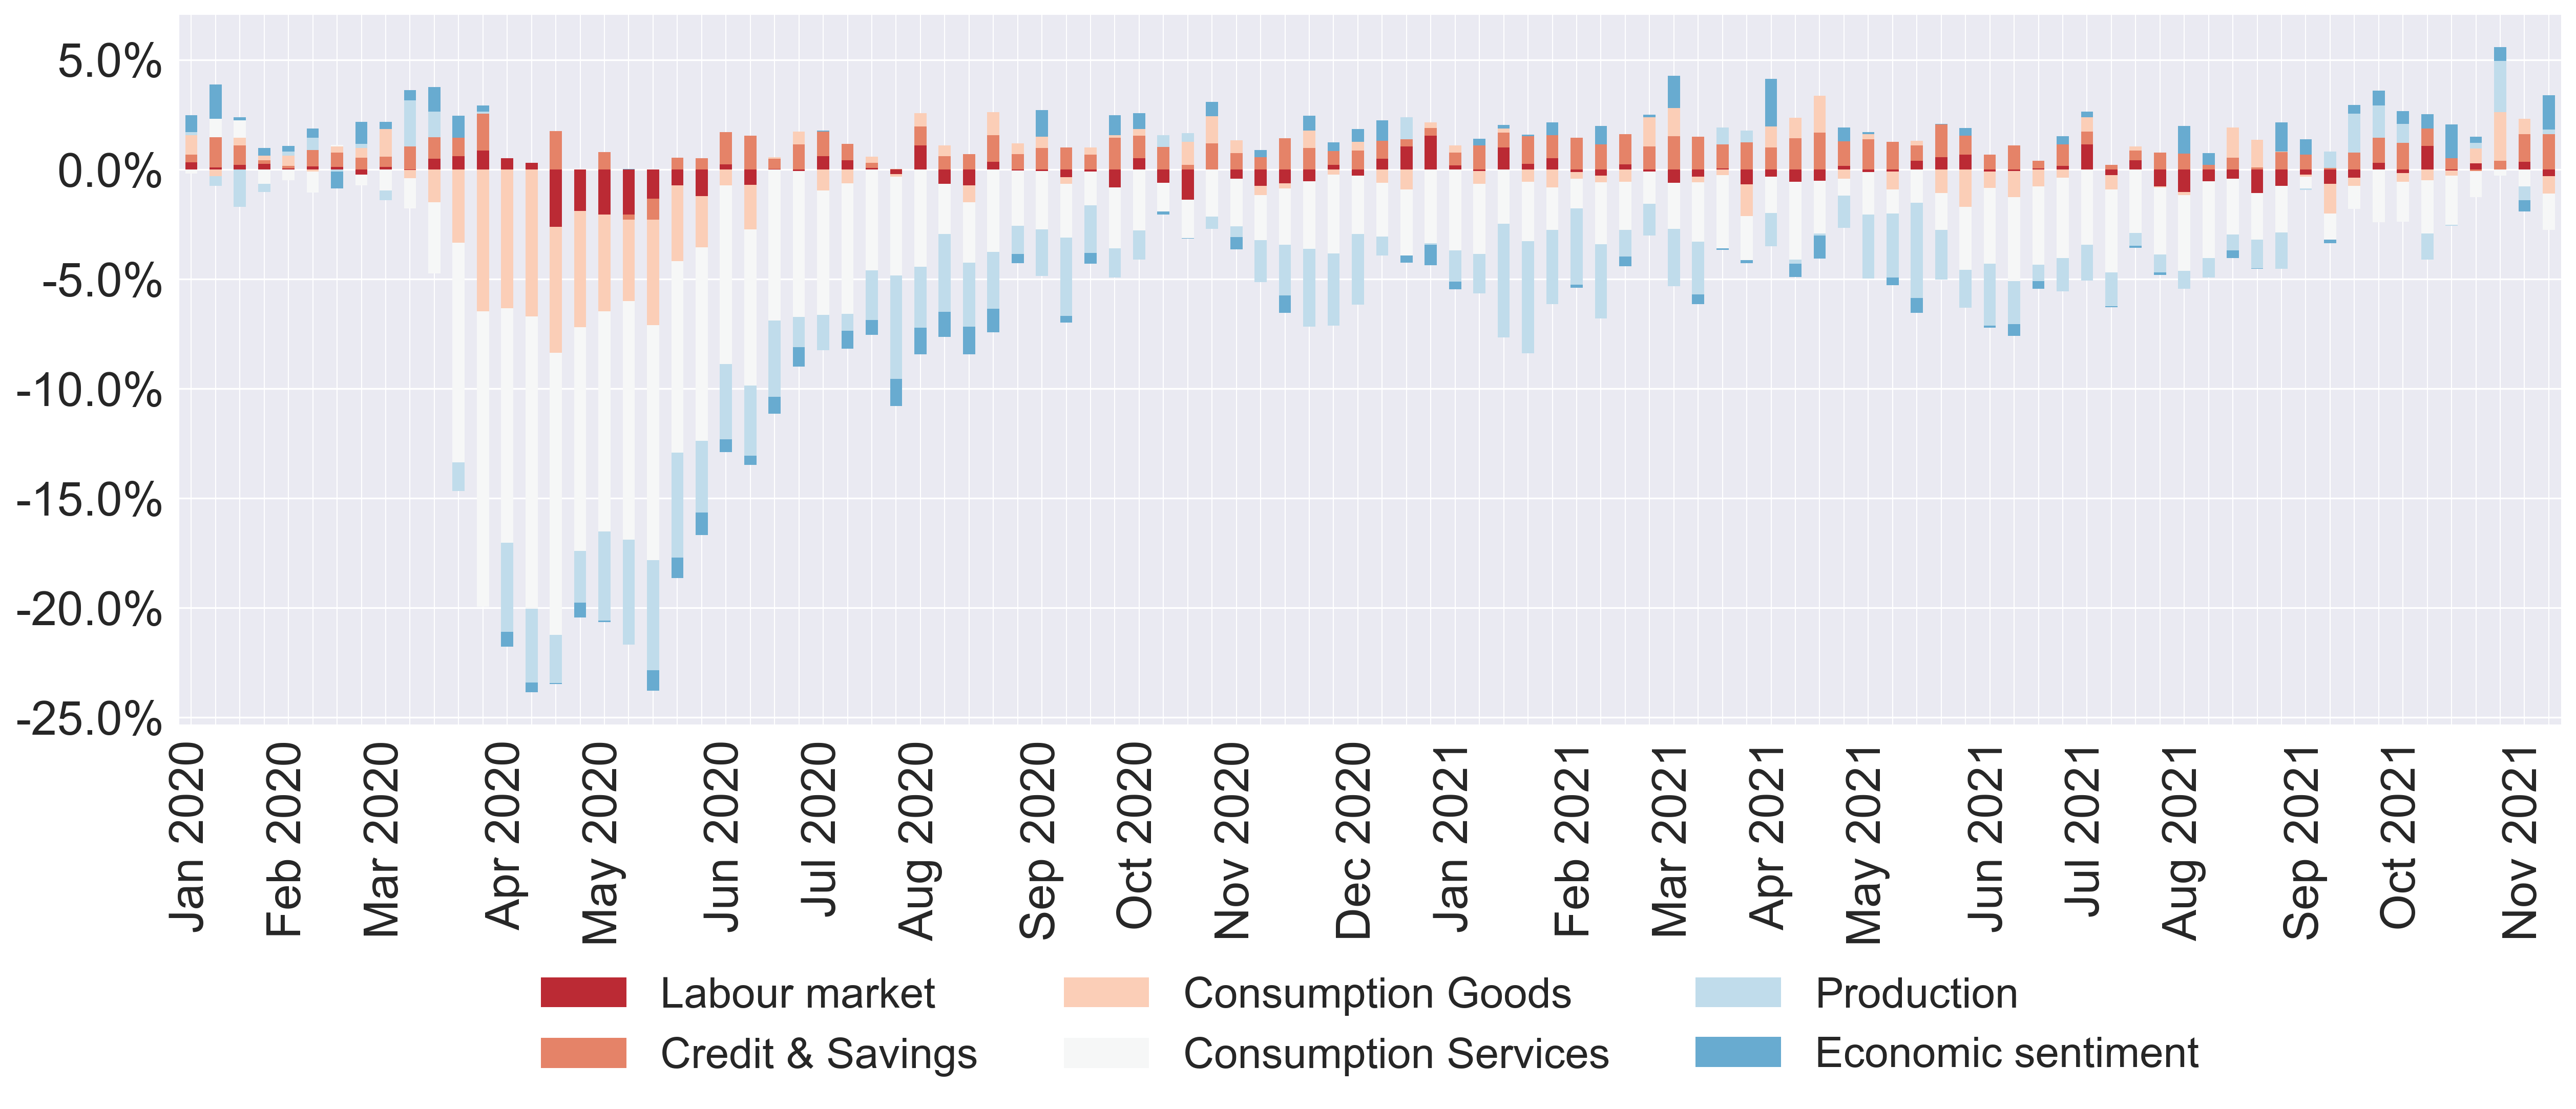 5.0%
0.0%
-5.0%
-10.0%
-15.0%
-20.0%
-25.0%
Jan 2020
Feb 2020
Mar 2020
Apr 2020
May 2020
Jun 2020
Jul 2020
Aug 2020
Sep 2020
Oct 2020
Nov 2020
Dec 2020
Jan 2021
Feb 2021
Mar 2021
Apr 2021
May 2021
Jun 2021
Jul 2021
Aug 2021
Sep 2021
Oct 2021
Nov 2021
Labour market
Consumption Goods
Production
Credit & Savings
Consumption Services
Economic sentiment